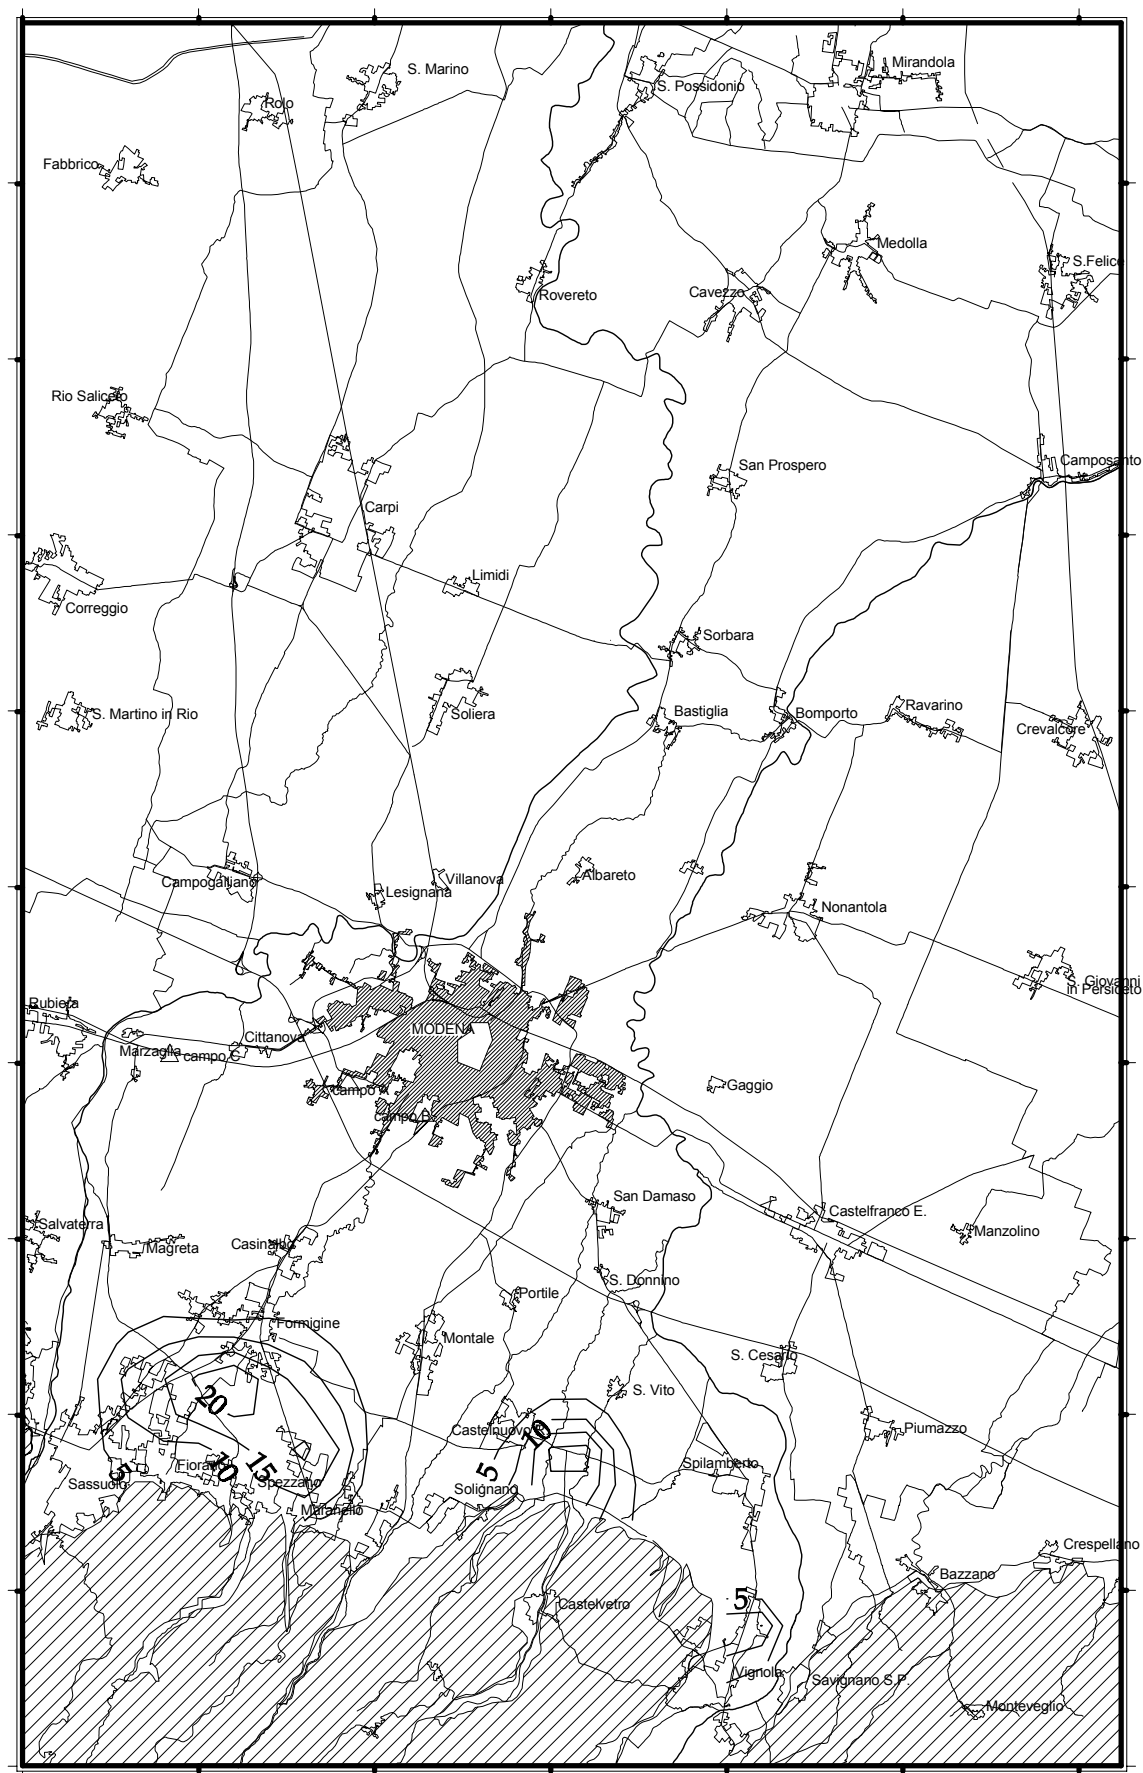 S. Marino
Mirandola
S. Possidonio
Rolo
Fabbrico
Medolla
S.Felice
Rovereto
Cavezzo
Rio Saliceto
San Prospero
Camposanto
Carpi
Limidi
Correggio
Sorbara
S. Martino in Rio
Soliera
Bastiglia
Bomporto
Ravarino
Crevalcore
Campogalliano
Lesignana
Villanova
Albareto
Nonantola
S. Giovanni
in Persiceto
Rubiera
MODENA
Cittanova
Marzaglia
campo C
campo A
Gaggio
campo B
San Damaso
Castelfranco E.
Salvaterra
Magreta
Casinalbo
Manzolino
S. Donnino
Portile
Formigine
Montale
S. Cesario
S. Vito
20
Castelnuovo R.
10
Piumazzo
5
10
15
5
Fiorano
Spilamberto
Sassuolo
Spezzano
Solignano
Maranello
Crespellano
Bazzano
5
Castelvetro
Vignola
Savignano S.P.
Monteveglio